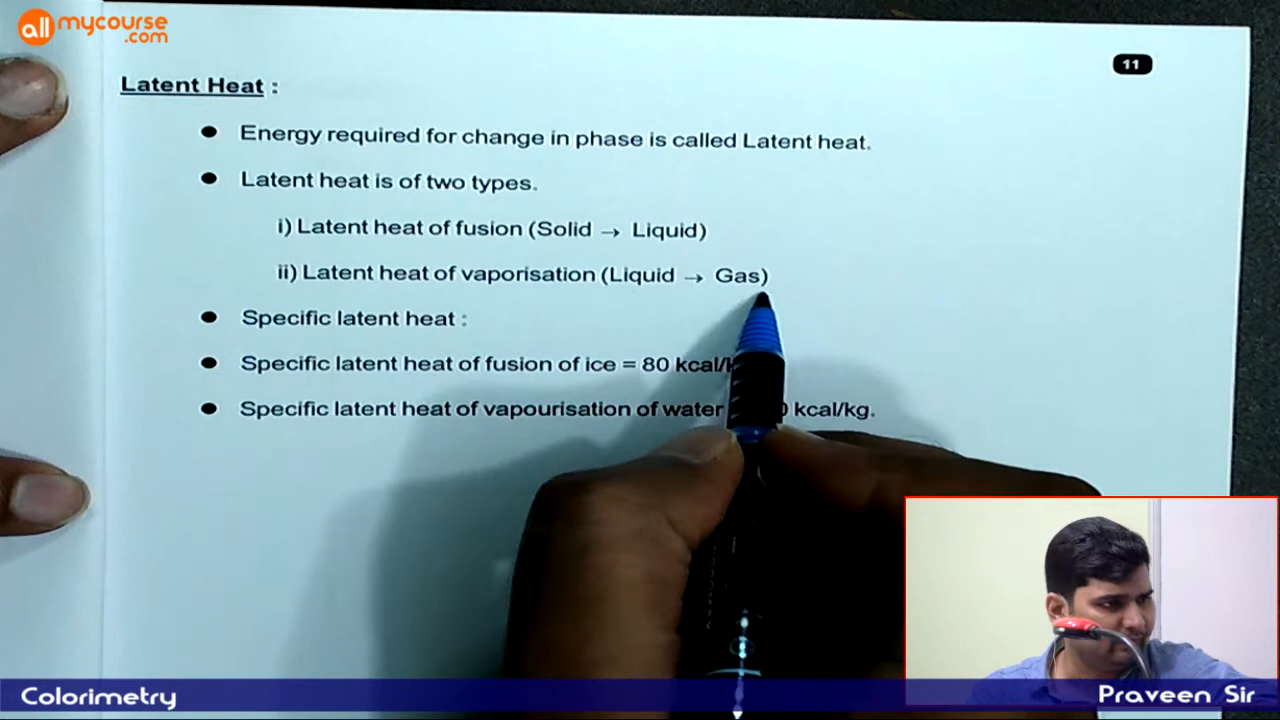 all mycourse
.com
11
Latent Heat :
Energy required for change in phase is called Latent heat.
Latent heat is of two types.
i) Latent heat of fusion (Solid → Liquid)
ii) Latent heat of vaporisation (Liquid → Gas)
Specific latent heat :
Specific latent heat of fusion of ice = 80 kcal/
Specific latent heat of vapourisation of water kcal/kg.
Colorimetry
Praveen Sir